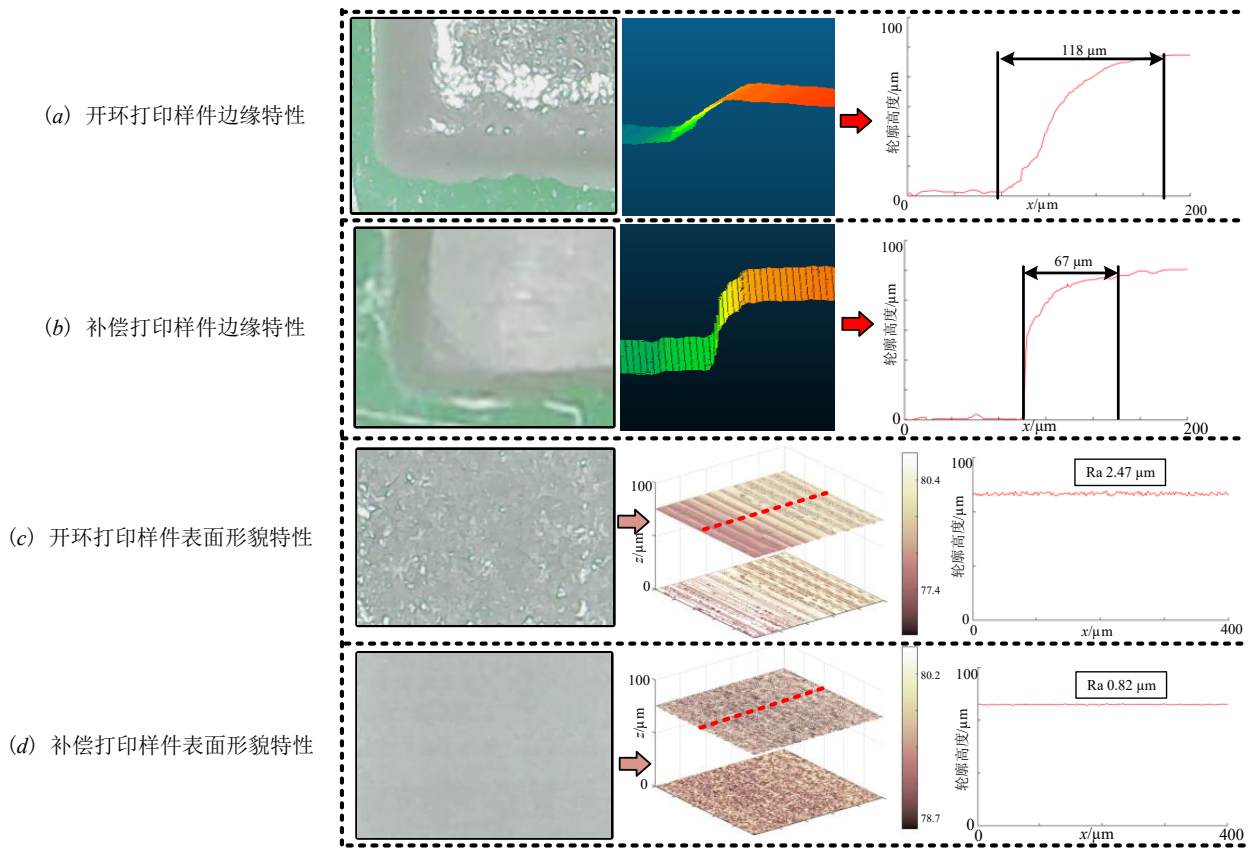 (a) 开环打印样件边缘特性
100
轮廓高度/μm
118 μm
0
x/μm
200
(b) 补偿打印样件边缘特性
100
轮廓高度/μm
67 μm
0
0
x/μm
200
(c) 开环打印样件表面形貌特性
100
z/μm
0
80.4
77.4
100
轮廓高度/μm
Ra 2.47 μm
0
0
x/μm
400
(d) 补偿打印样件表面形貌特性
100
z/μm
0
80.2
78.7
100
轮廓高度/μm
Ra 0.82 μm
0
0
x/μm
400